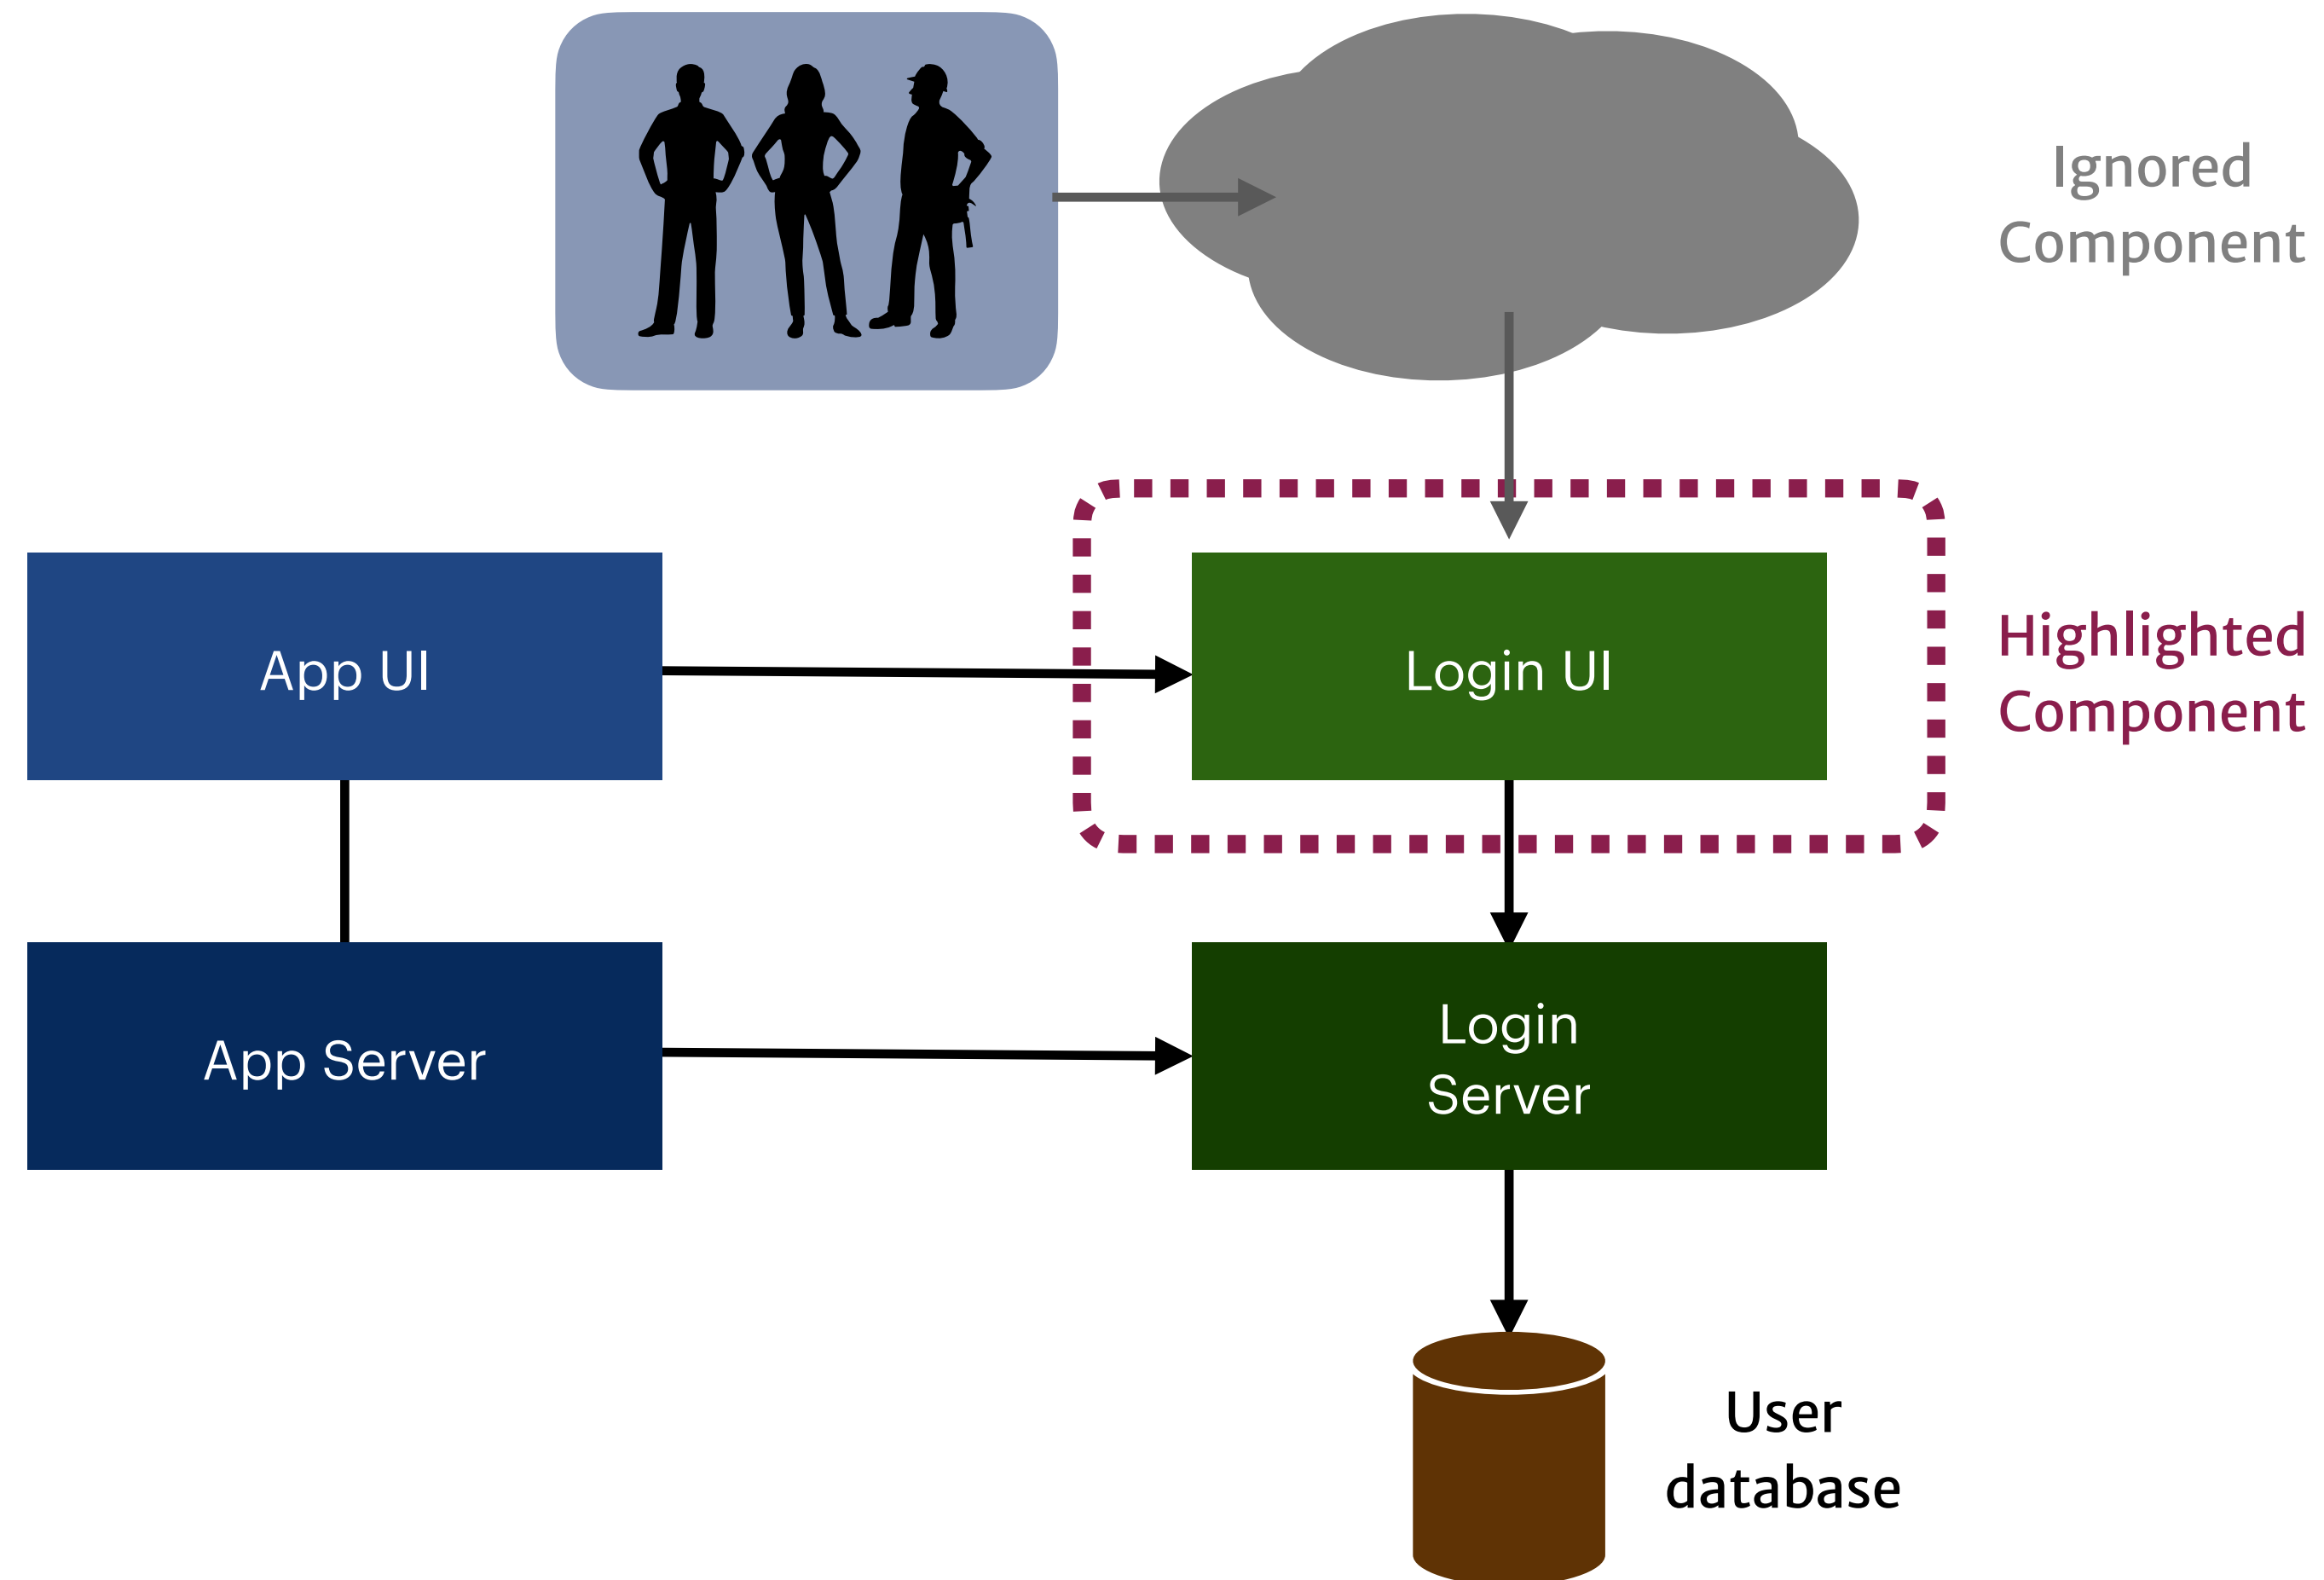 Ignored
Component
App UI
Login UI
Highlighted
Component
App Server
Login
Server
User
database